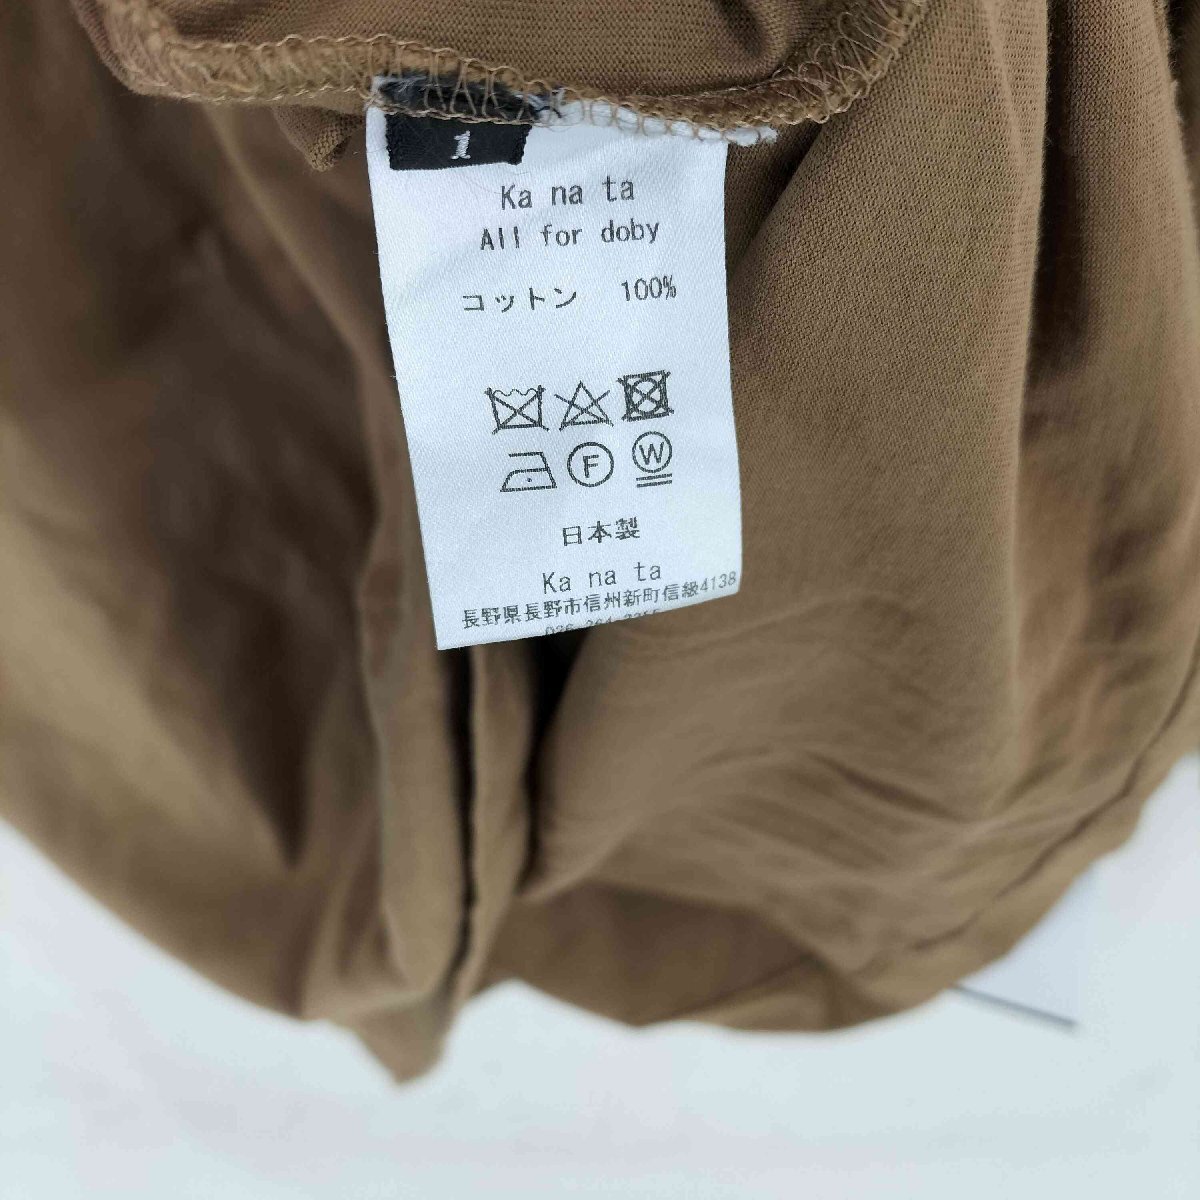 1
Ka na ta
All for doby
コットン 100%
F W
日本製
Ka na ta
長野県長野市信州新町信級4138